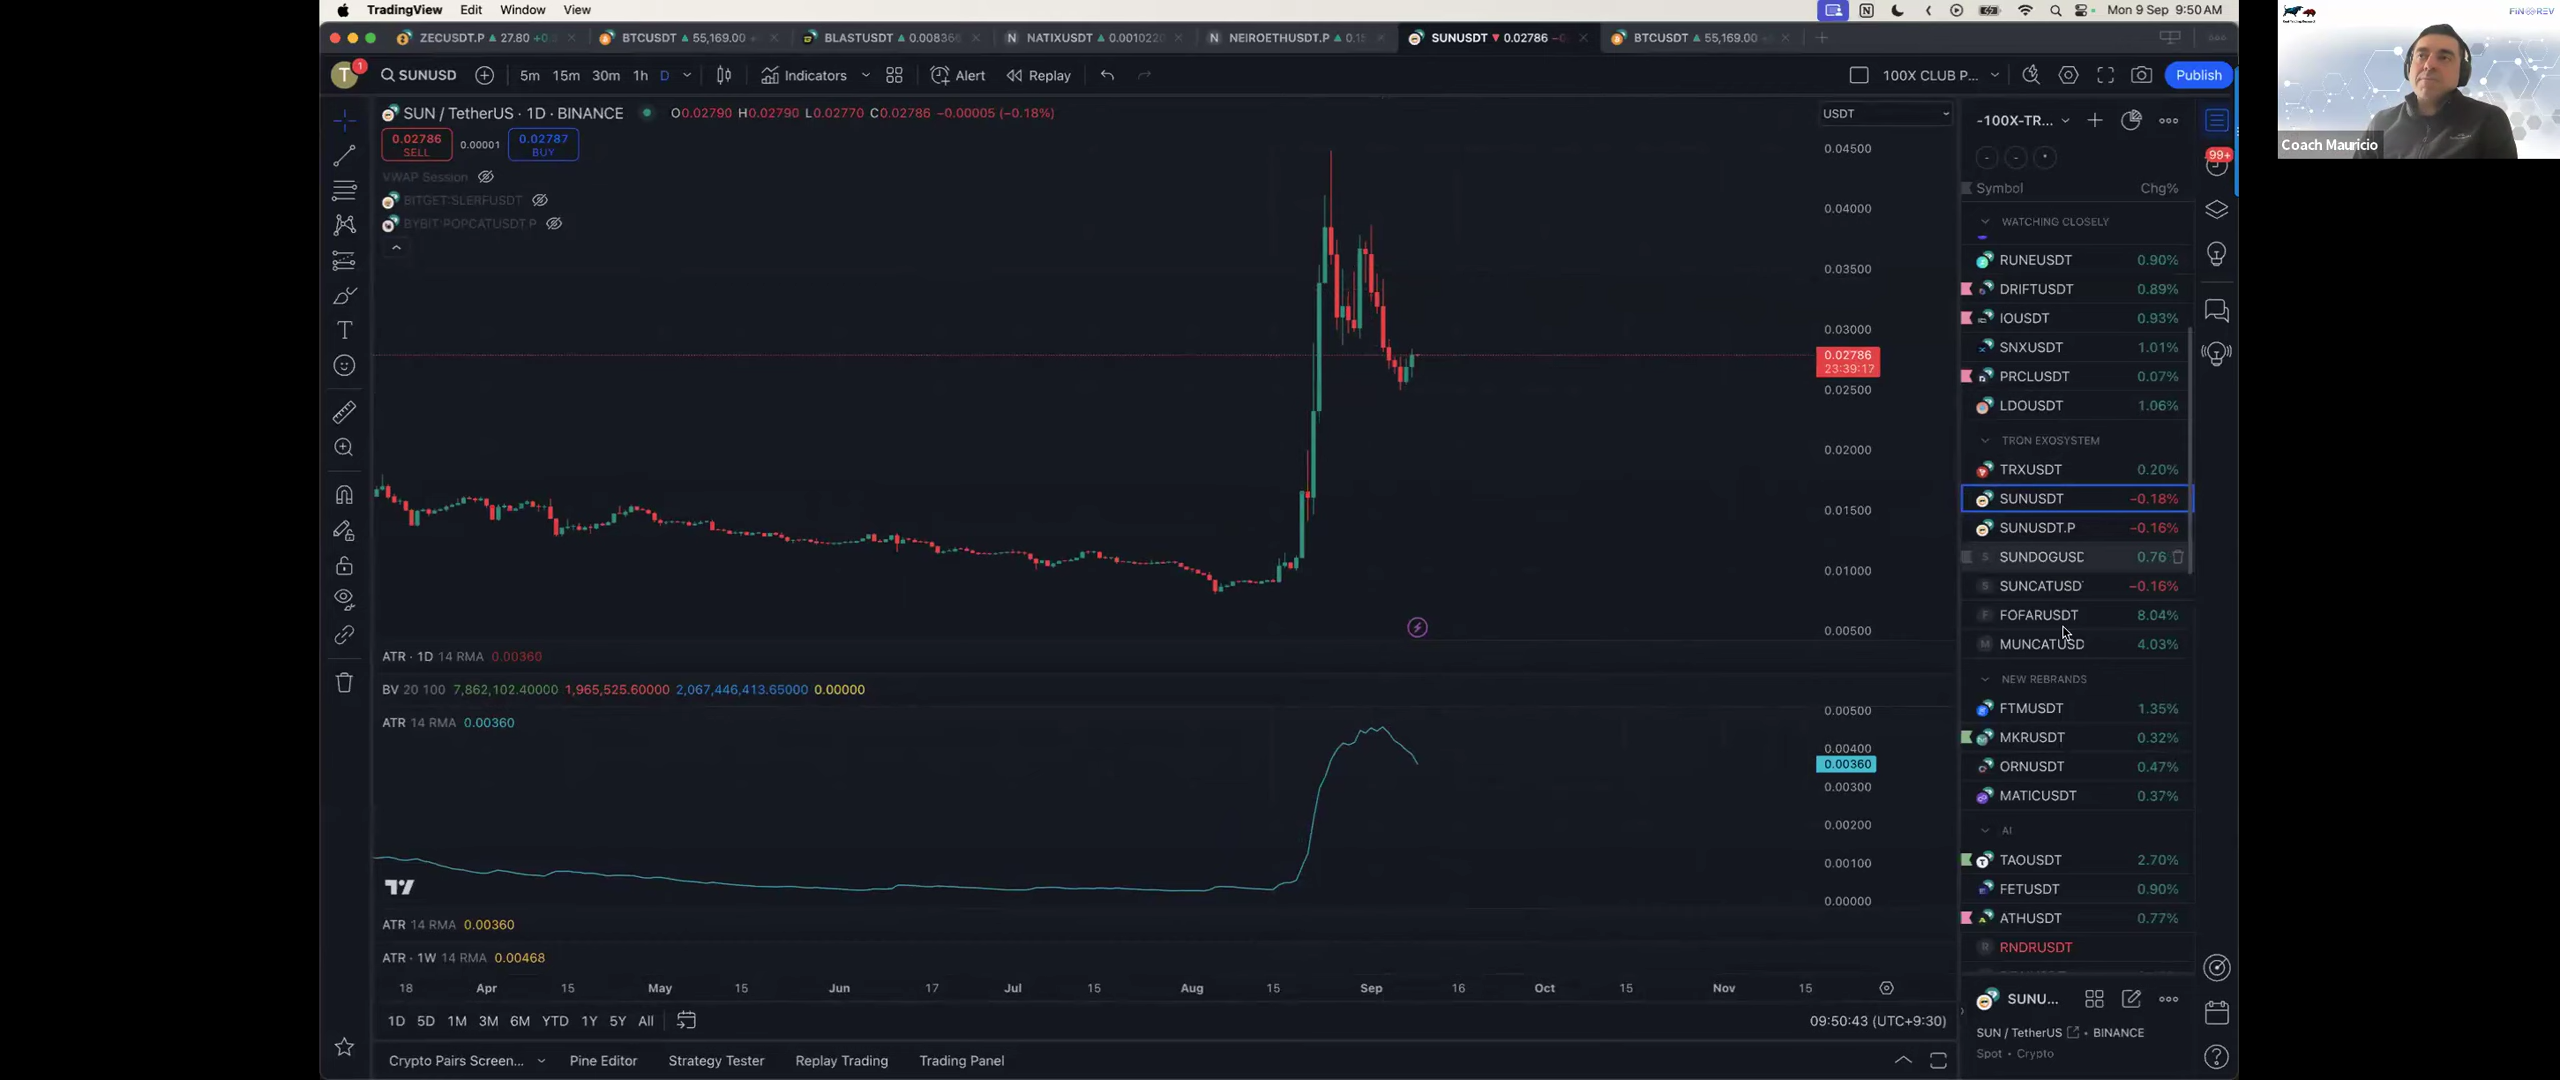 TradingView Edit Window View
Mon 9 Sep 9:50 AM
ZECUSDT.P ▲ 27.80
BTCUSDT ▲ 55,169.00
BLASTUSDT ▲ 0.00836
NATIXUSDT ▲ 0.0010220
NEIROETHUSDT.P ▲ 0.1
SUNUSDT ▼ 0.02786
BTCUSDT ▲ 55,169.00
T 1 SUNUSD 5m 15m 30m 1h D Indicators Alert Replay 100X CLUB P... Publish
SUN / TetherUS · 1D · BINANCE O0.02790 H0.02790 L0.02770 C0.02786 −0.00005 (−0.18%)
0.02786 SELL 0.00001 0.02787 BUY
VWAP Session
BITGET:SLERFUSDT
BYBIT:POPCATUSDT.P
USDT
0.04500
0.04000
0.03500
0.03000
0.02786
23:39:17
0.02500
0.02000
0.01500
0.01000
0.00500
ATR · 1D 14 RMA 0.00360
BV 20 100 7,862,102.40000 1,965,525.60000 2,067,446,413.65000 0.00000
ATR 14 RMA 0.00360
0.00500
0.00400
0.00360
0.00300
0.00200
0.00100
0.00000
ATR 14 RMA 0.00360
ATR · 1W 14 RMA 0.00468
18 Apr 15 May 15 Jun 17 Jul 15 Aug 15 Sep 16 Oct 15 Nov 15
1D 5D 1M 3M 6M YTD 1Y 5Y All
09:50:43 (UTC+9:30)
Crypto Pairs Screen... Pine Editor Strategy Tester Replay Trading Trading Panel
-100X-TR...
99+
Symbol Chg%
WATCHING CLOSELY
RUNEUSDT 0.90%
DRIFTUSDT 0.89%
IOUSDT 0.93%
SNXUSDT 1.01%
PRCLUSDT 0.07%
LDOUSDT 1.06%
TRON EXOSYSTEM
TRXUSDT 0.20%
SUNUSDT −0.18%
SUNUSDT.P −0.16%
SUNDOGUSD 0.76
SUNCATUSD −0.16%
FOFARUSDT 8.04%
MUNCATUSD 4.03%
NEW REBRANDS
FTMUSDT 1.35%
MKRUSDT 0.32%
ORNUSDT 0.47%
MATICUSDT 0.37%
AI
TAOUSDT 2.70%
FETUSDT 0.90%
ATHUSDT 0.77%
RNDRUSDT
SUNU...
SUN / TetherUS · BINANCE
Spot • Crypto
Coach Mauricio